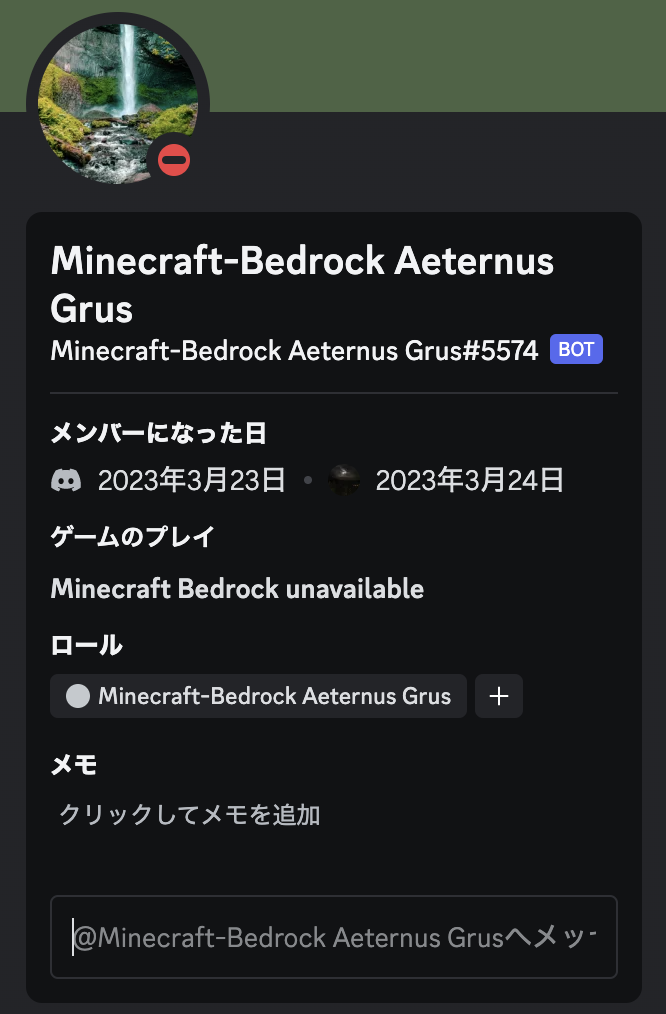 Minecraft-Bedrock Aeternus
Grus
Minecraft-Bedrock Aeternus Grus#5574 BOT
メンバーになった日
2023年3月23日 • 2023年3月24日
ゲームのプレイ
Minecraft Bedrock unavailable
ロール
Minecraft-Bedrock Aeternus Grus +
メモ
クリックしてメモを追加
@Minecraft-Bedrock Aeternus Grusへメッ